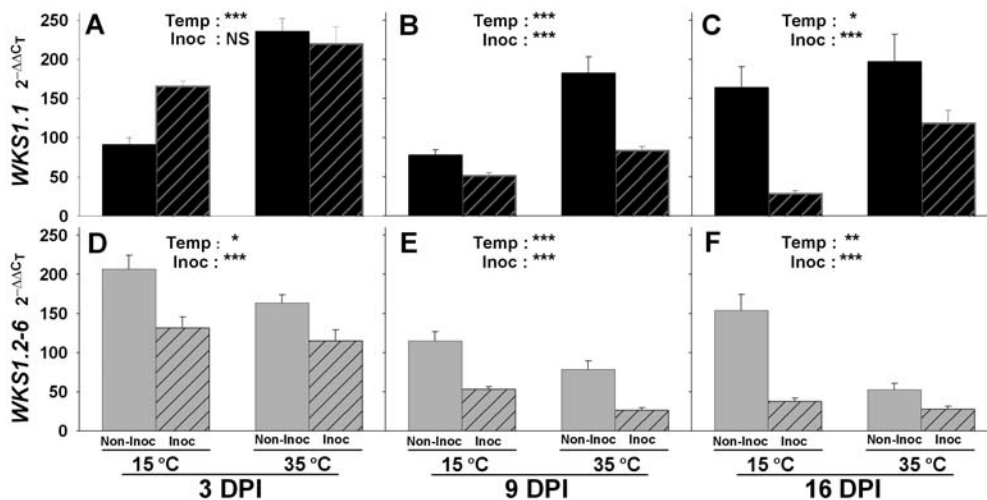 A
Temp : ***
Inoc : NS
B
Temp : ***
Inoc : ***
C
Temp : *
Inoc : ***
WKS1.1 2^−ΔΔCT
250
200
150
100
50
0
D
Temp : *
Inoc : ***
E
Temp : ***
Inoc : ***
F
Temp : **
Inoc : ***
WKS1.2-6 2^−ΔΔCT
250
200
150
100
50
0
Non-Inoc Inoc Non-Inoc Inoc Non-Inoc Inoc Non-Inoc Inoc Non-Inoc Inoc Non-Inoc Inoc
15 °C 35 °C 15 °C 35 °C 15 °C 35 °C
3 DPI 9 DPI 16 DPI